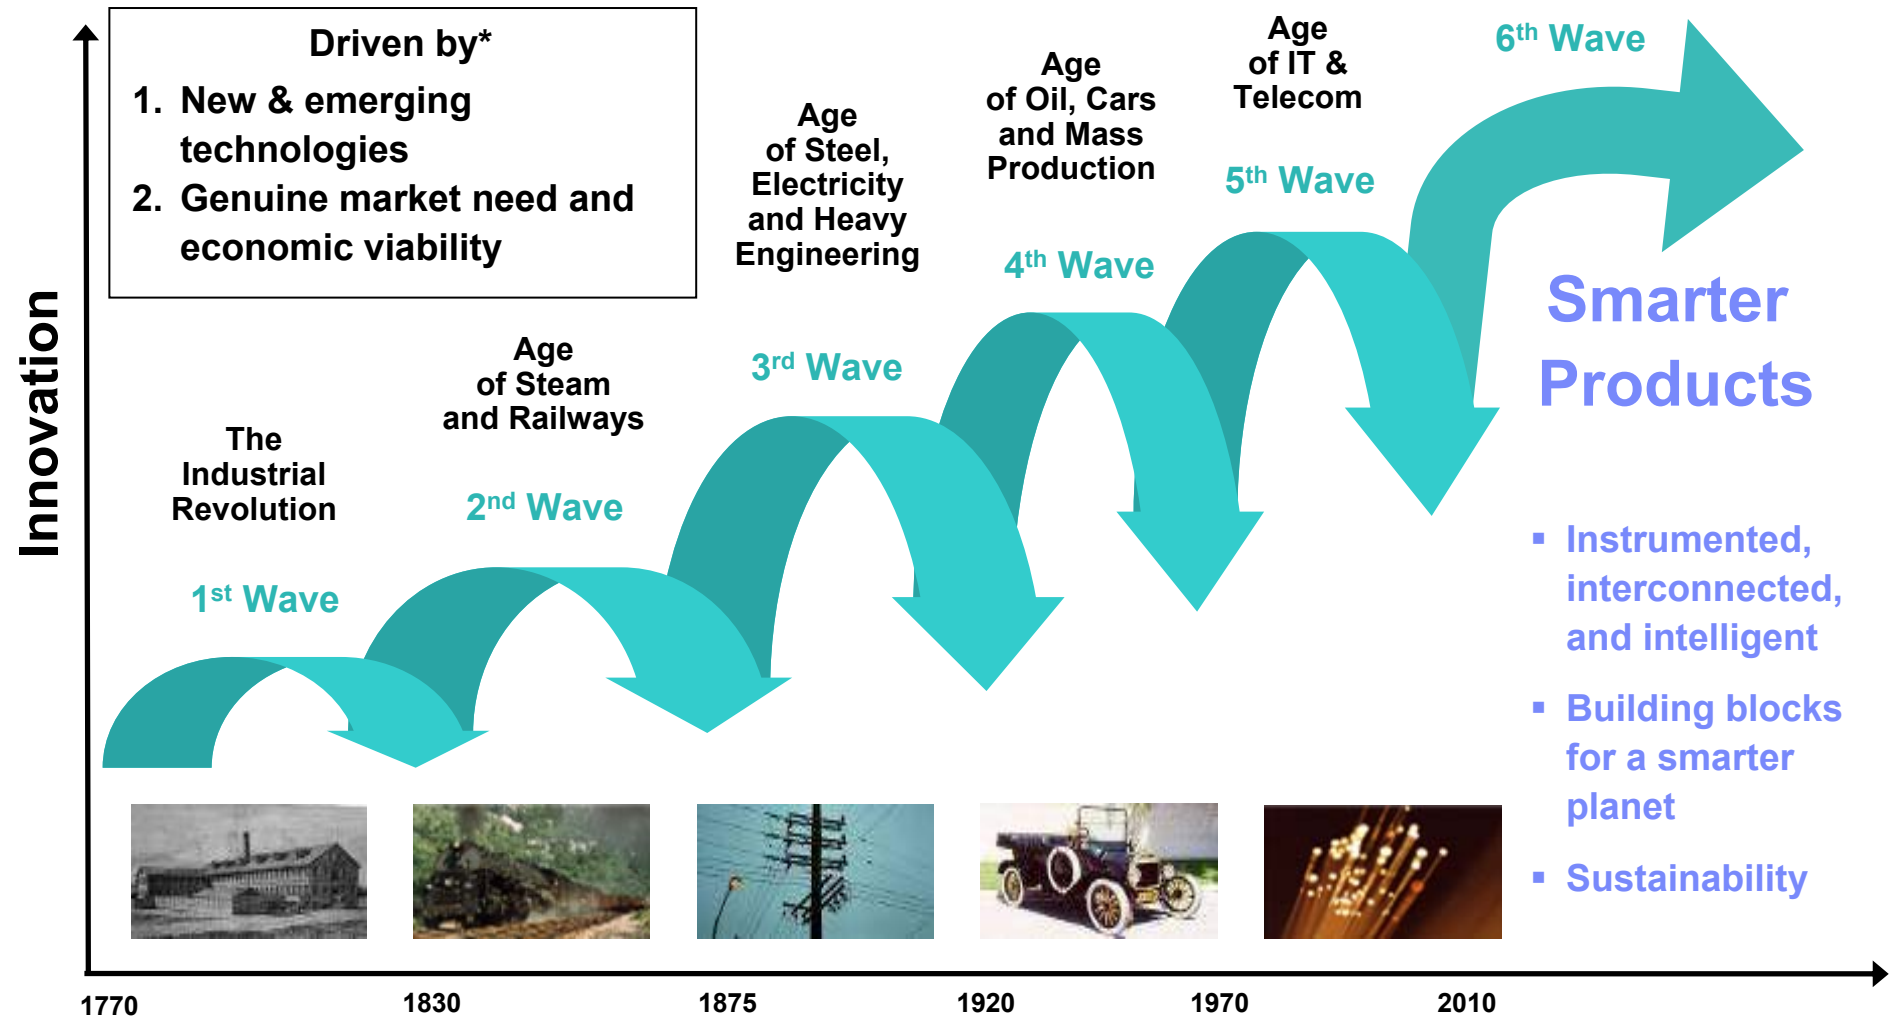 Driven by*
1. New & emerging
technologies
2. Genuine market need and
economic viability
Innovation
The
Industrial
Revolution
1st Wave
Age
of Steam
and Railways
2nd Wave
Age
of Steel,
Electricity
and Heavy
Engineering
3rd Wave
Age
of Oil, Cars
and Mass
Production
4th Wave
Age
of IT &
Telecom
5th Wave
6th Wave
Smarter
Products
▪ Instrumented,
interconnected,
and intelligent
▪ Building blocks
for a smarter
planet
▪ Sustainability
1770
1830
1875
1920
1970
2010